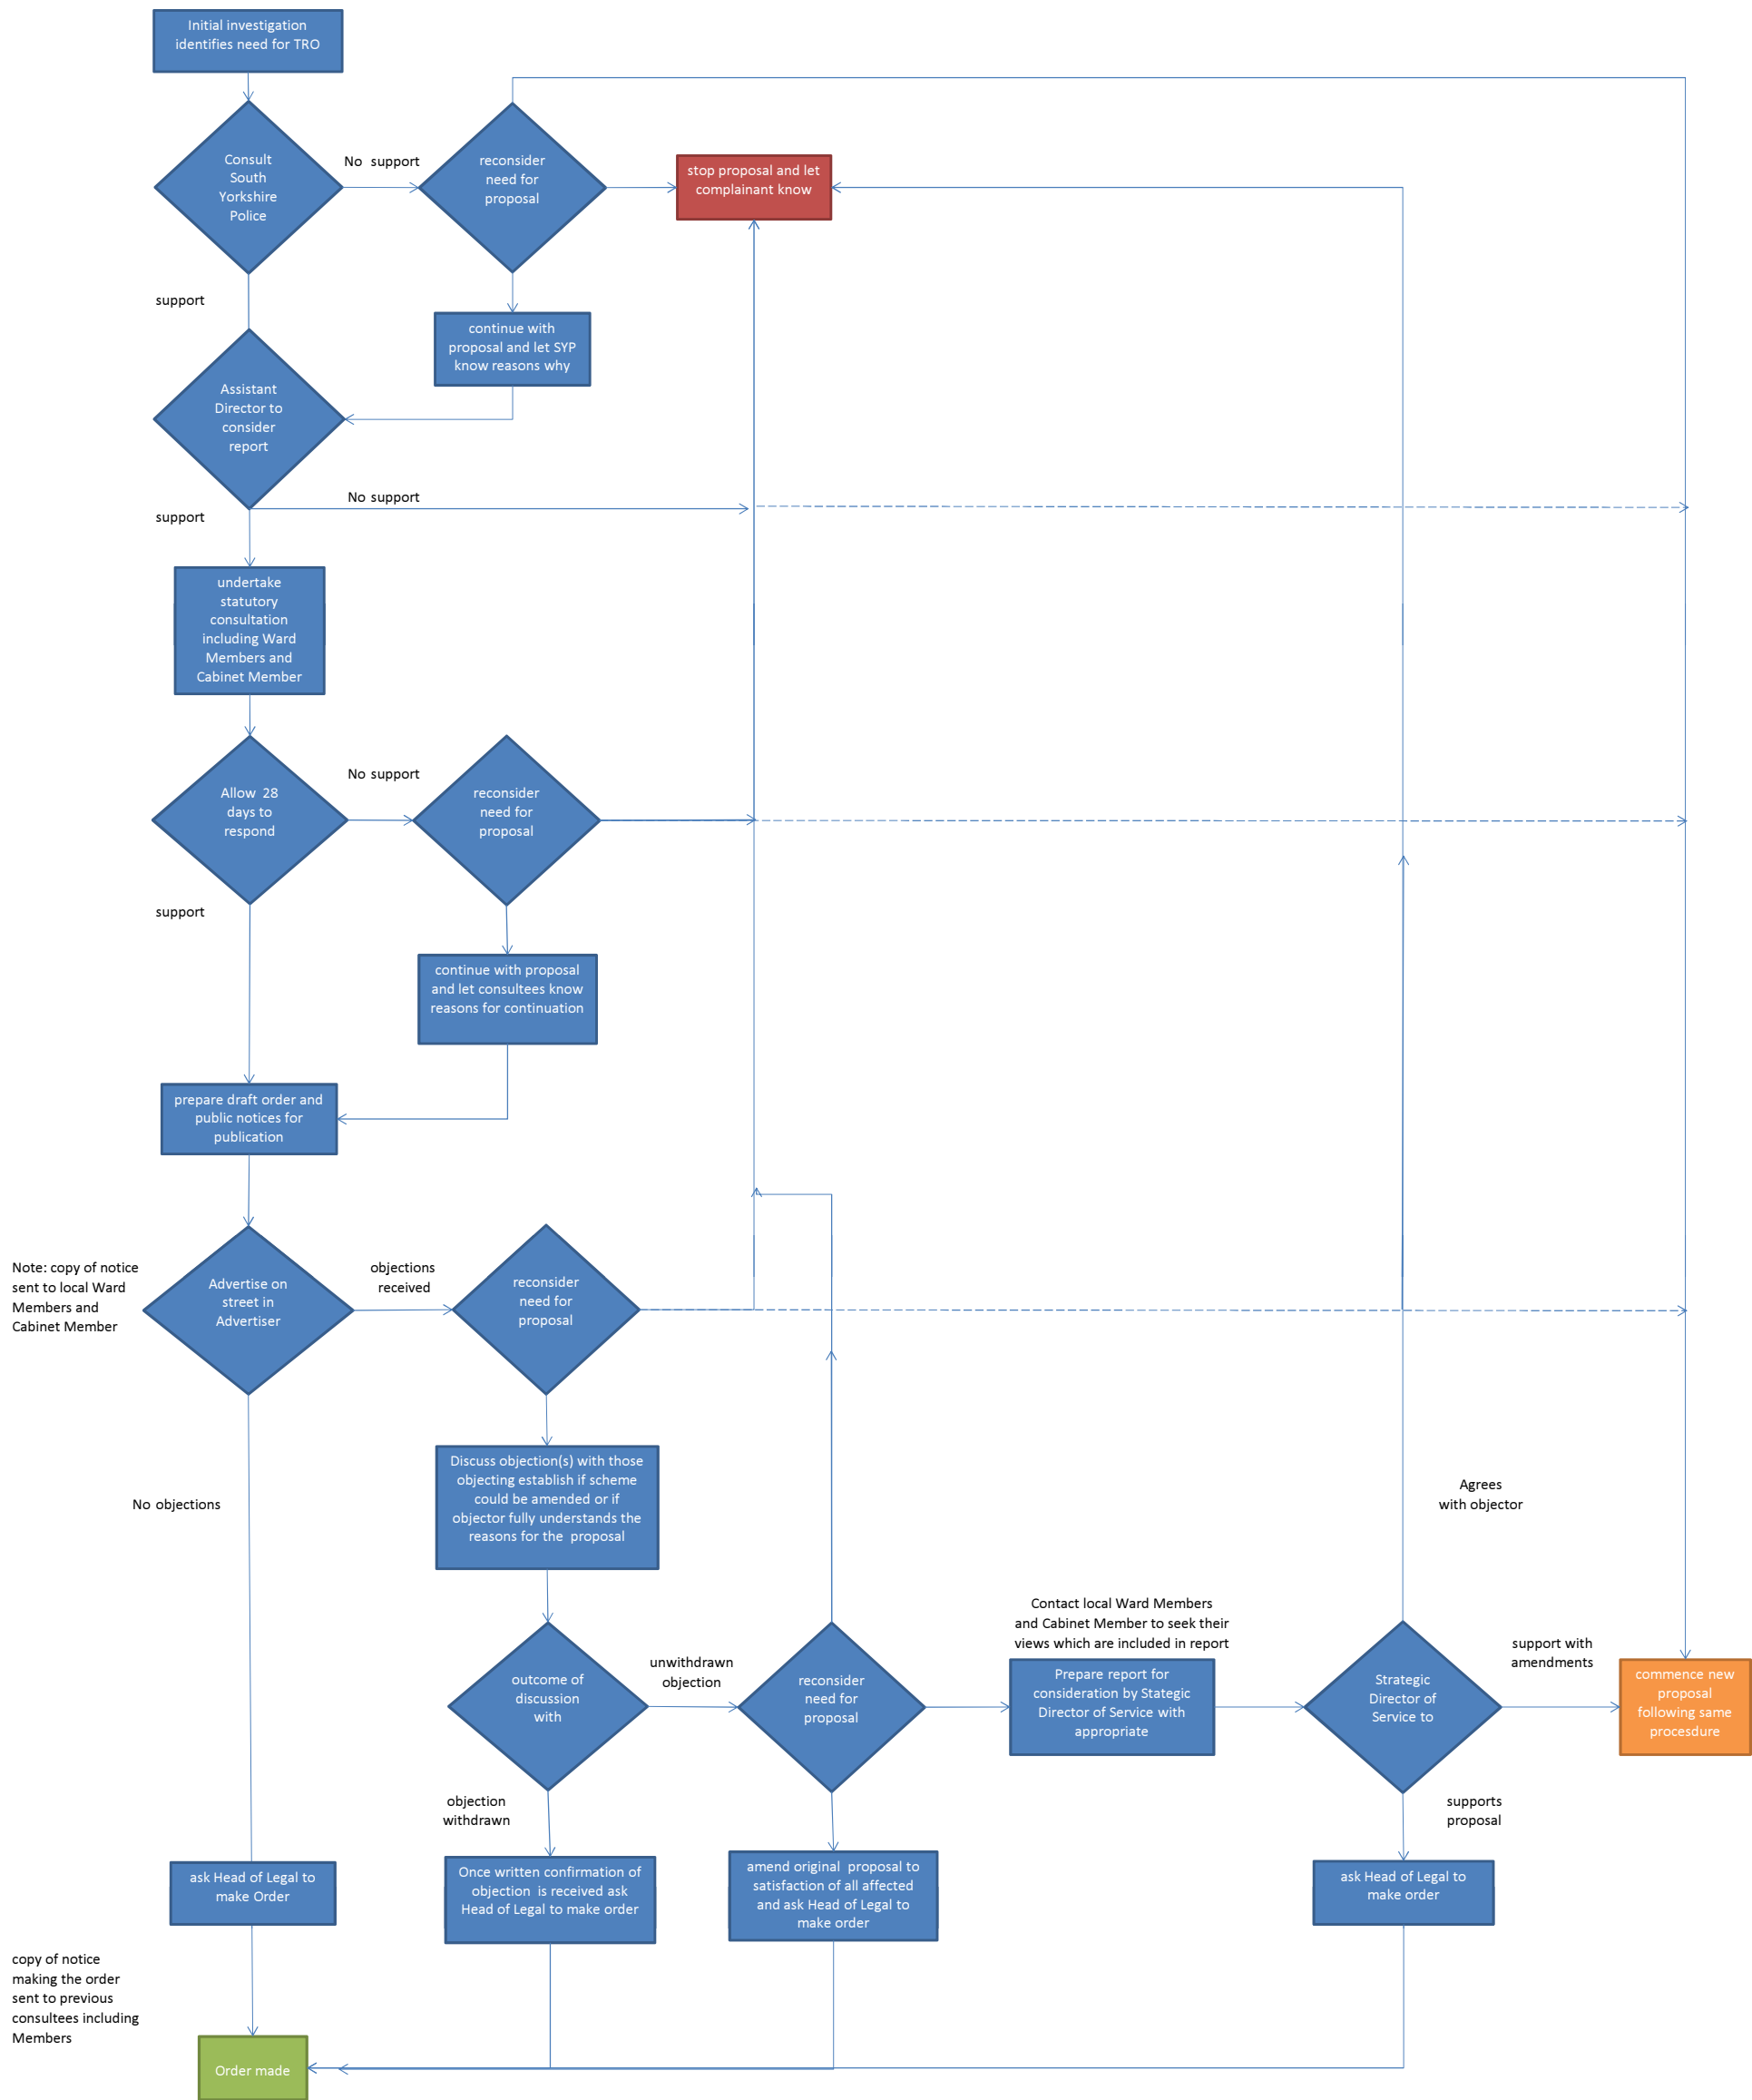 Initial investigation
identifies need for TRO
Consult
South
Yorkshire
Police
No support
reconsider
need for
proposal
stop proposal and let
complainant know
support
continue with
proposal and let SYP
know reasons why
Assistant
Director to
consider
report
No support
support
undertake
statutory
consultation
including Ward
Members and
Cabinet Member
Allow 28
days to
respond
No support
reconsider
need for
proposal
support
continue with proposal
and let consultees know
reasons for continuation
prepare draft order and
public notices for
publication
Note: copy of notice
sent to local Ward
Members and
Cabinet Member
Advertise on
street in
Advertiser
objections
received
reconsider
need for
proposal
No objections
Discuss objection(s) with those
objecting establish if scheme
could be amended or if
objector fully understands the
reasons for the proposal
Agrees
with objector
outcome of
discussion
with
unwithdrawn
objection
reconsider
need for
proposal
Contact local Ward Members
and Cabinet Member to seek their
views which are included in report
Prepare report for
consideration by Stategic
Director of Service with
appropriate
Strategic
Director of
Service to
support with
amendments
commence new
proposal
following same
procesdure
objection
withdrawn
supports
proposal
ask Head of Legal to
make Order
Once written confirmation of
objection is received ask
Head of Legal to make order
amend original proposal to
satisfaction of all affected
and ask Head of Legal to
make order
ask Head of Legal to
make order
copy of notice
making the order
sent to previous
consultees including
Members
Order made